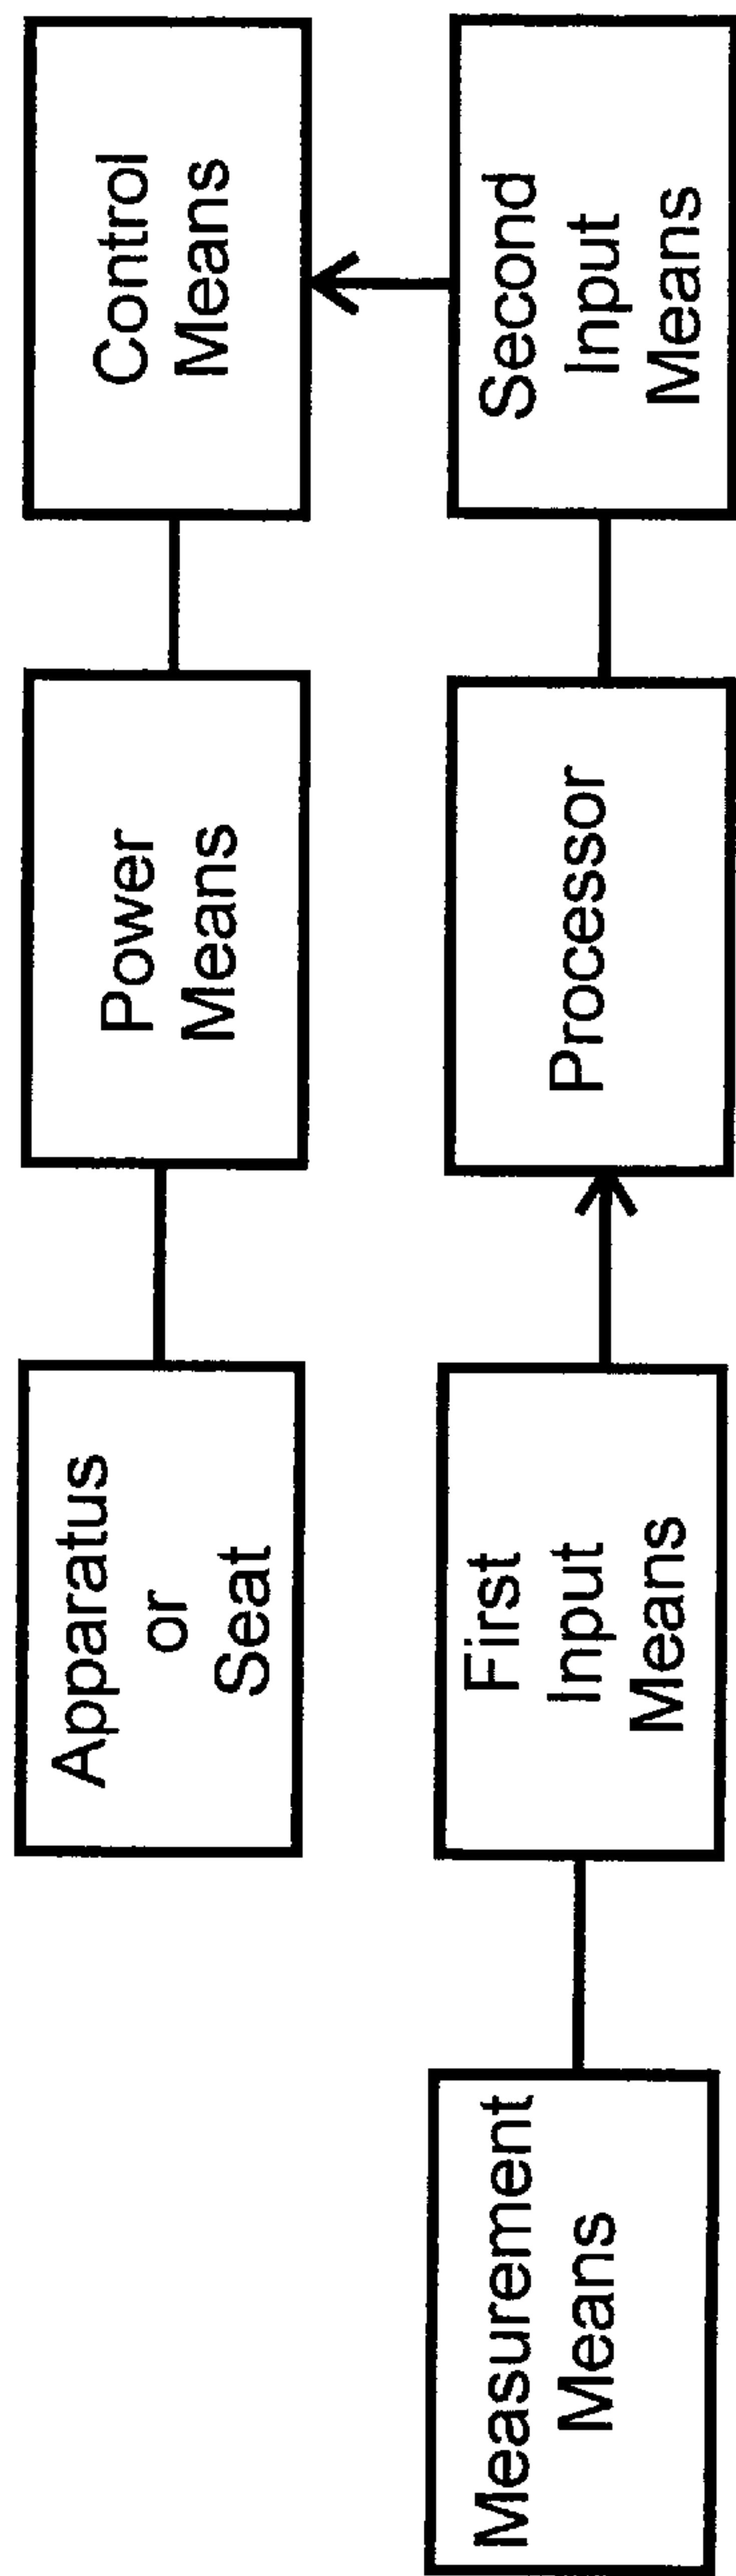 Apparatus
or
Seat
Power
Means
Control
Means
Measurement
Means
First
Input
Means
Processor
Second
Input
Means